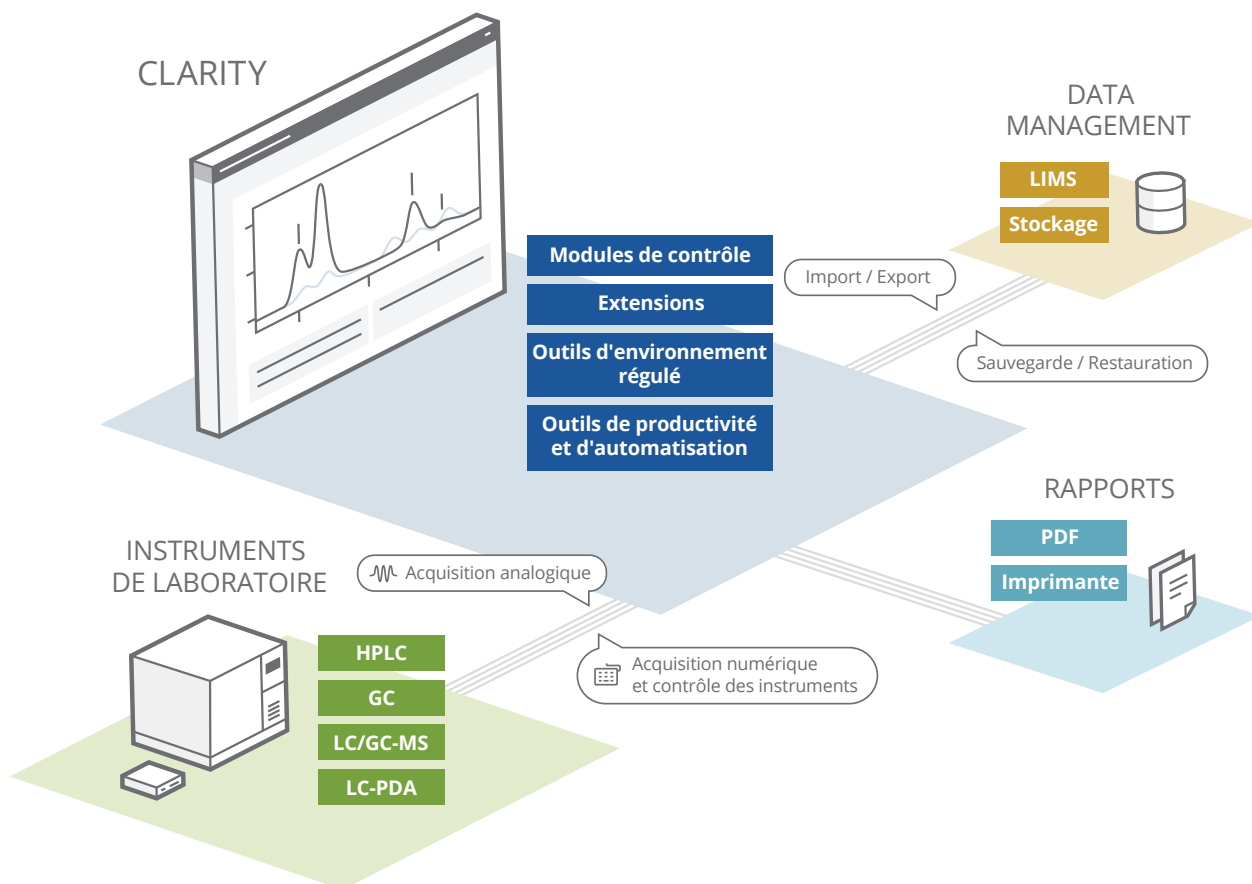 CLARITY
DATA
MANAGEMENT
LIMS
Stockage
Modules de contrôle
Extensions
Outils d'environnement
régulé
Outils de productivité
et d'automatisation
Import / Export
Sauvegarde / Restauration
RAPPORTS
PDF
Imprimante
INSTRUMENTS
DE LABORATOIRE
Acquisition analogique
Acquisition numérique
et contrôle des instruments
HPLC
GC
LC/GC-MS
LC-PDA